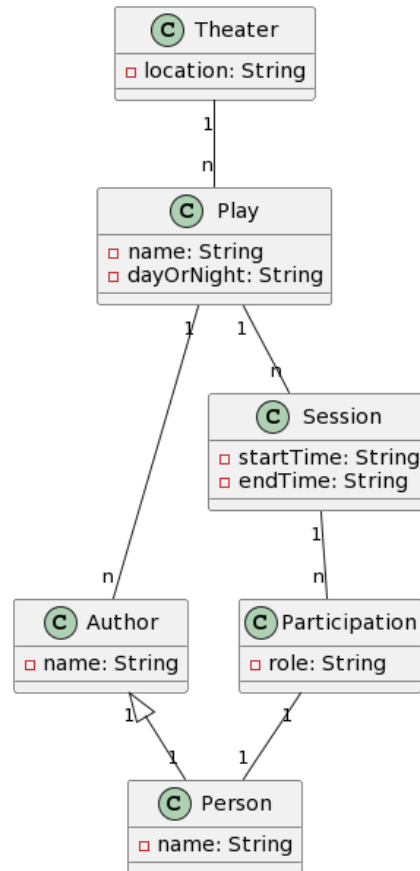 C Theater
location: String
1
n
C Play
name: String
dayOrNight: String
1
1
n
C Session
startTime: String
endTime: String
1
n
n
C Author
name: String
C Participation
role: String
1
1
1
1
C Person
name: String